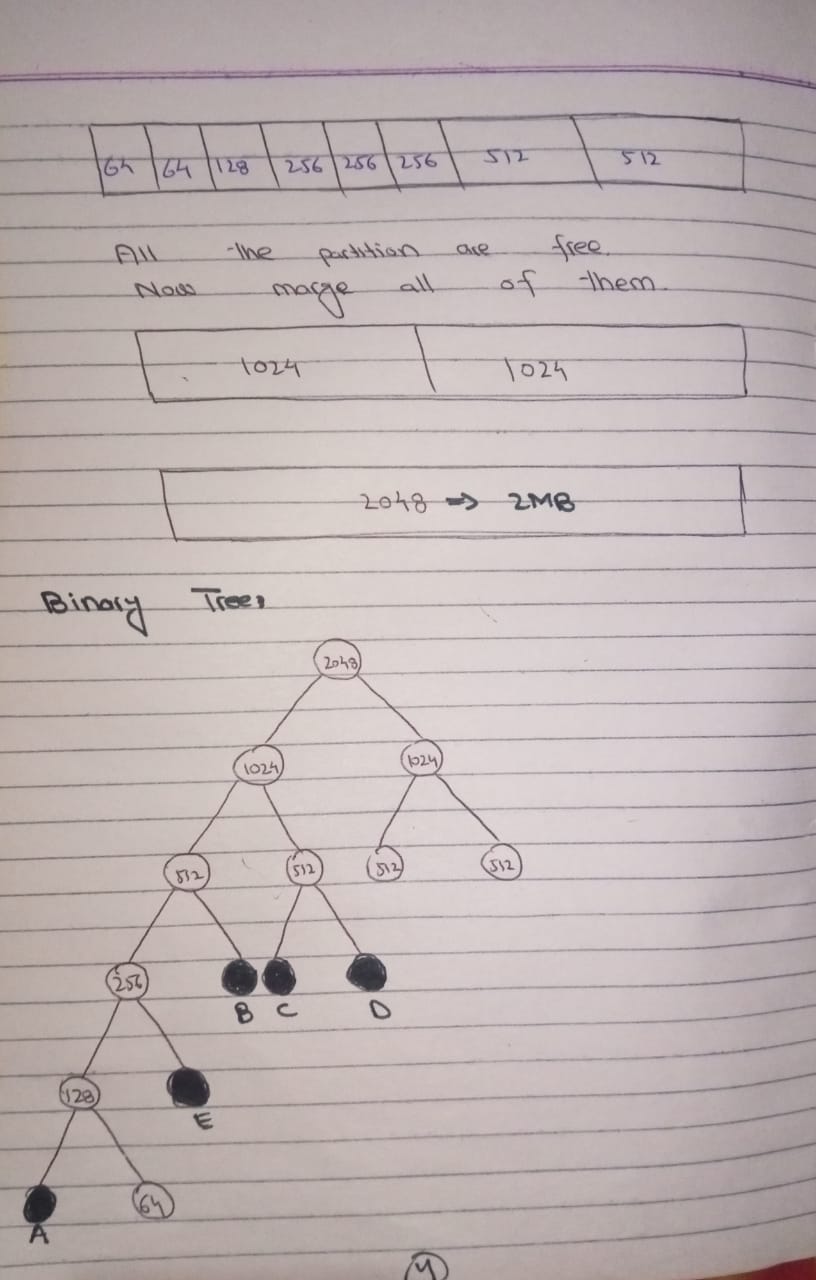 64 64 128 256 256 256 512 512
All the partition are free.
Now marge all of them.
1024 1024
2048 ⇒ 2MB
Binary Tree:
2048
1024 1024
512 512 512 512
256
B C D
128
E
64
A
4